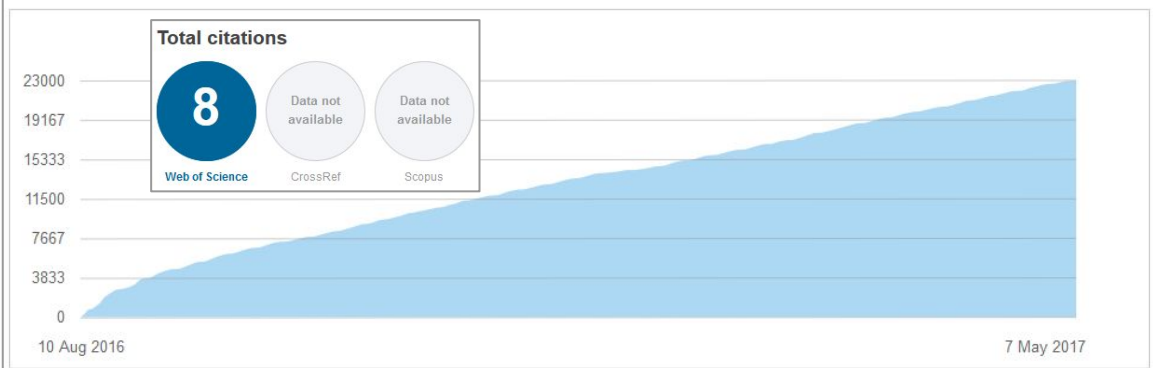 Total citations
8
Data not
available
Data not
available
Web of Science
CrossRef
Scopus
23000
19167
15333
11500
7667
3833
0
10 Aug 2016
7 May 2017